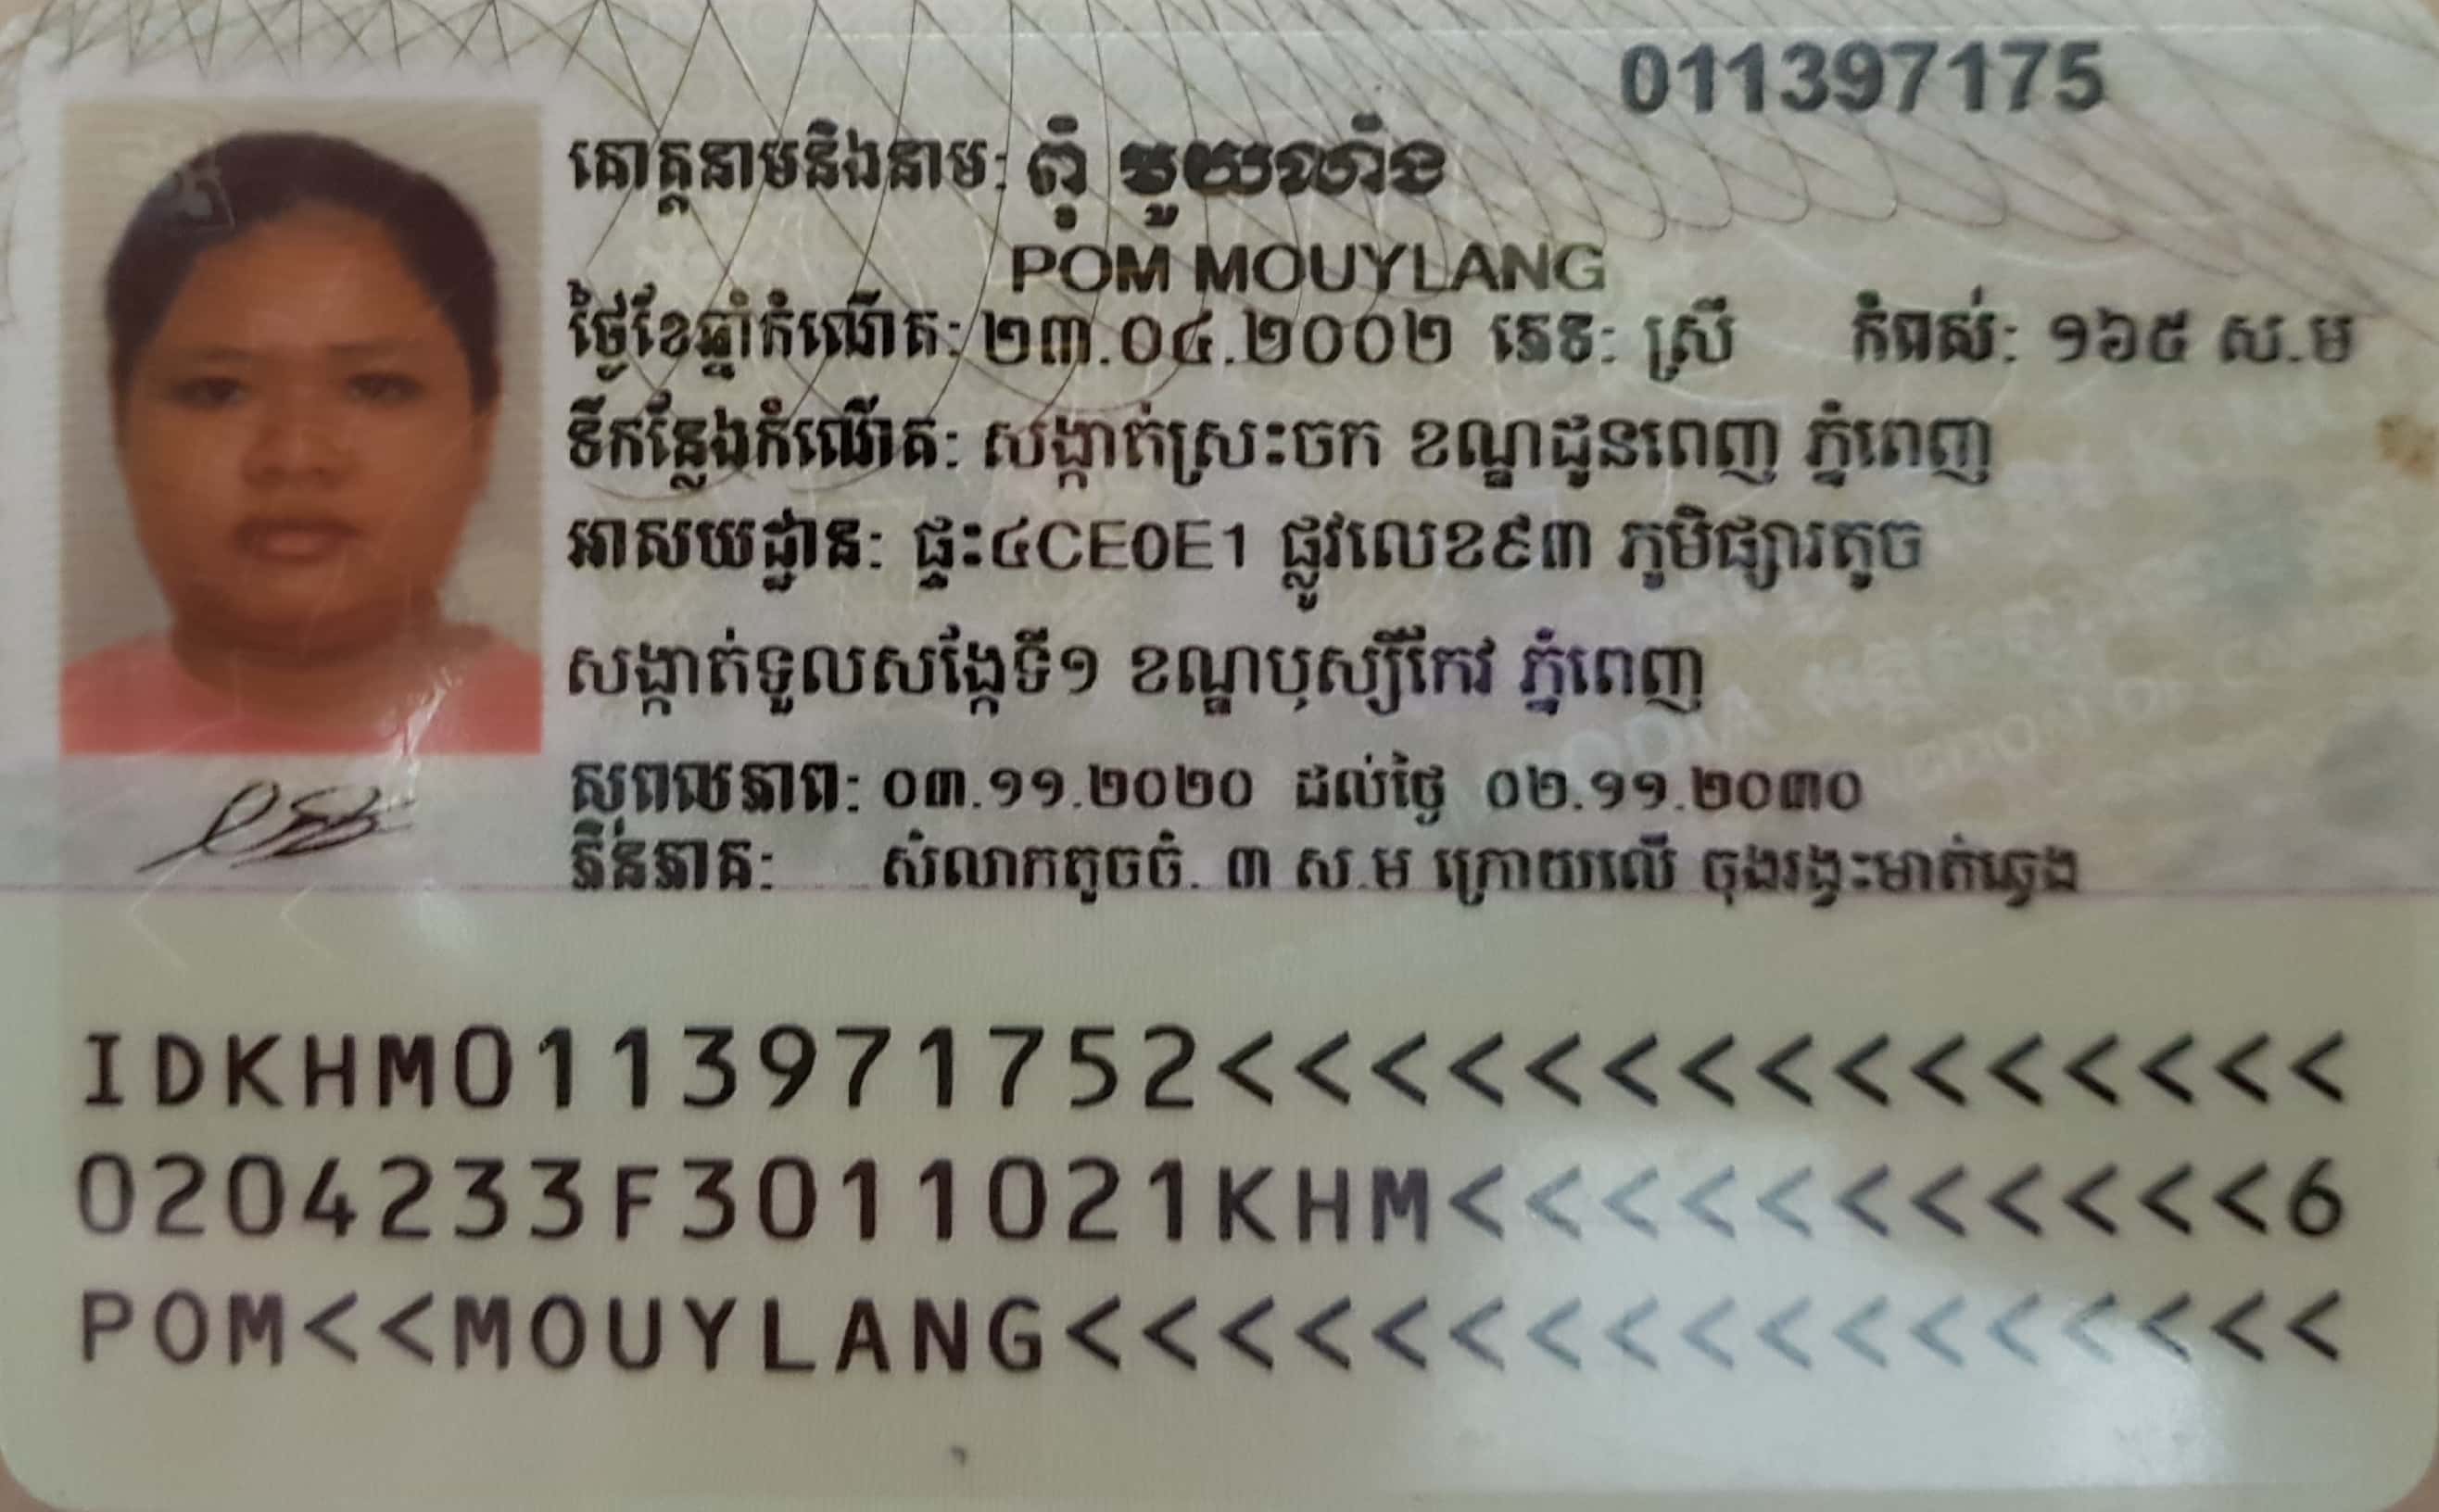 011397175
គោត្តនាមនិងនាម: ពុំ មួយឡាំង
POM MOUYLANG
ថ្ងៃខែឆ្នាំកំណើត: ២៣.០៤.២០០២ ភេទ: ស្រី កំពស់: ១៦៥ ស.ម
ទីកន្លែងកំណើត: សង្កាត់ស្រះចក ខណ្ឌដូនពេញ ភ្នំពេញ
អាសយដ្ឋាន: ផ្ទះ៤CE0E1 ផ្លូវលេខ៩៣ ភូមិផ្សារតូច
សង្កាត់ទួលសង្កែទី១ ខណ្ឌឫស្សីកែវ ភ្នំពេញ
សុពលភាព: ០៣.១១.២០២០ ដល់ថ្ងៃ ០២.១១.២០៣០
ភិនភាគ: សំលាកតូចចំ. ៣ ស.ម ក្រោយលើ ចុងរង្វះមាត់ឆ្វេង
IDKHM0113971752<<<<<<<<<<<<<<<
0204233F3011021KHM<<<<<<<<<<<6
POM<<MOUYLANG<<<<<<<<<<<<<<<<<